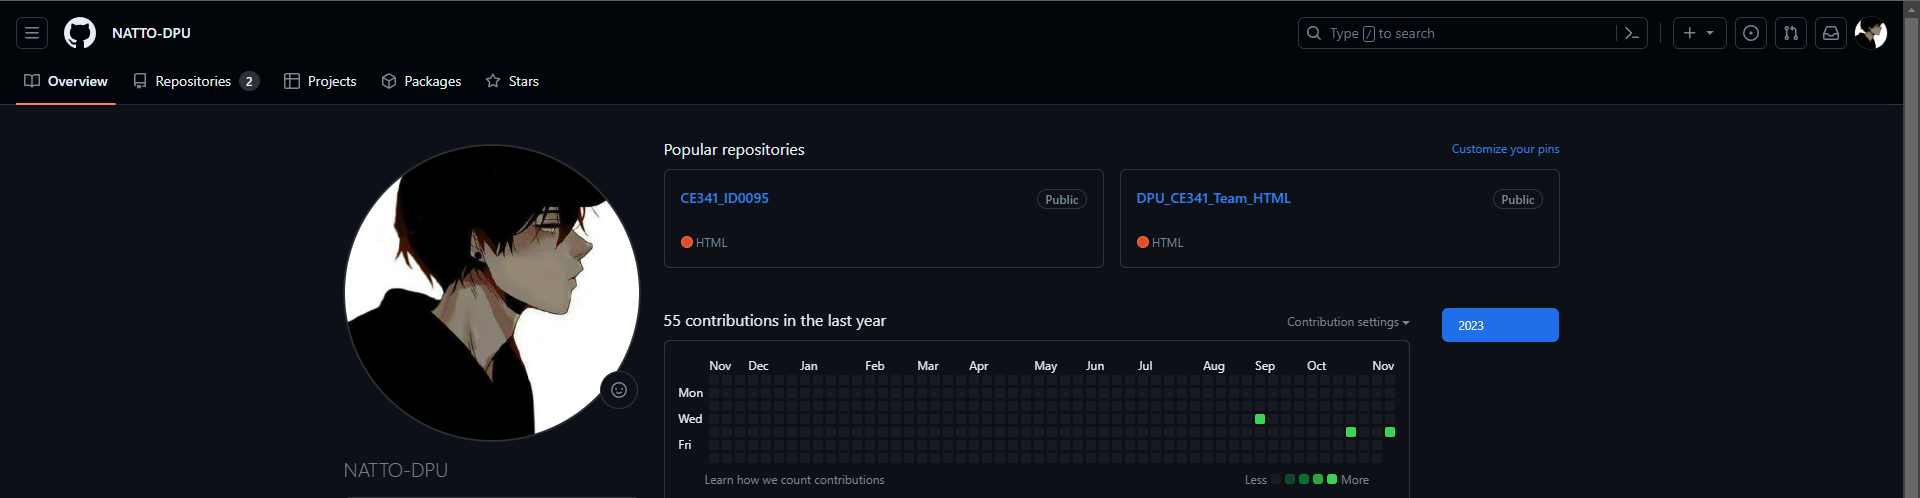 NATTO-DPU
Type / to search
Overview
Repositories 2
Projects
Packages
Stars
Popular repositories
Customize your pins
CE341_ID0095
Public
HTML
DPU_CE341_Team_HTML
Public
HTML
55 contributions in the last year
Contribution settings
2023
Nov Dec Jan Feb Mar Apr May Jun Jul Aug Sep Oct Nov
Mon
Wed
Fri
Learn how we count contributions
Less More
NATTO-DPU